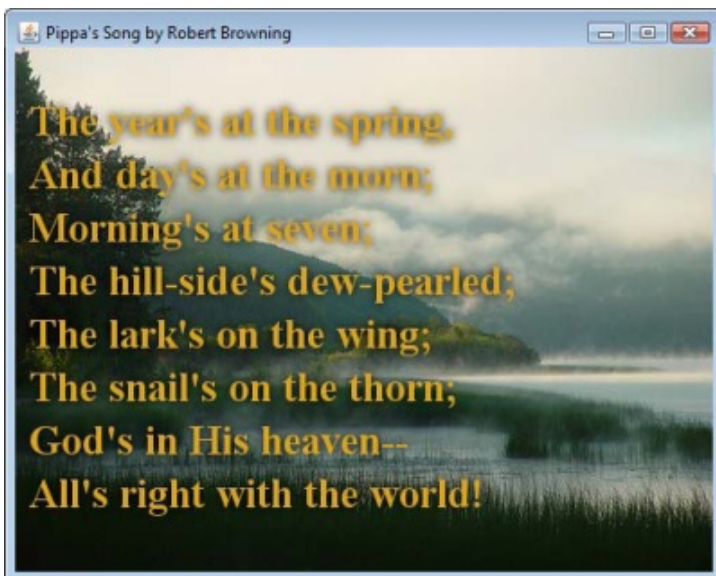 Pippa's Song by Robert Browning
The year's at the spring,
And day's at the morn;
Morning's at seven;
The hill-side's dew-pearled;
The lark's on the wing;
The snail's on the thorn;
God's in His heaven--
All's right with the world!